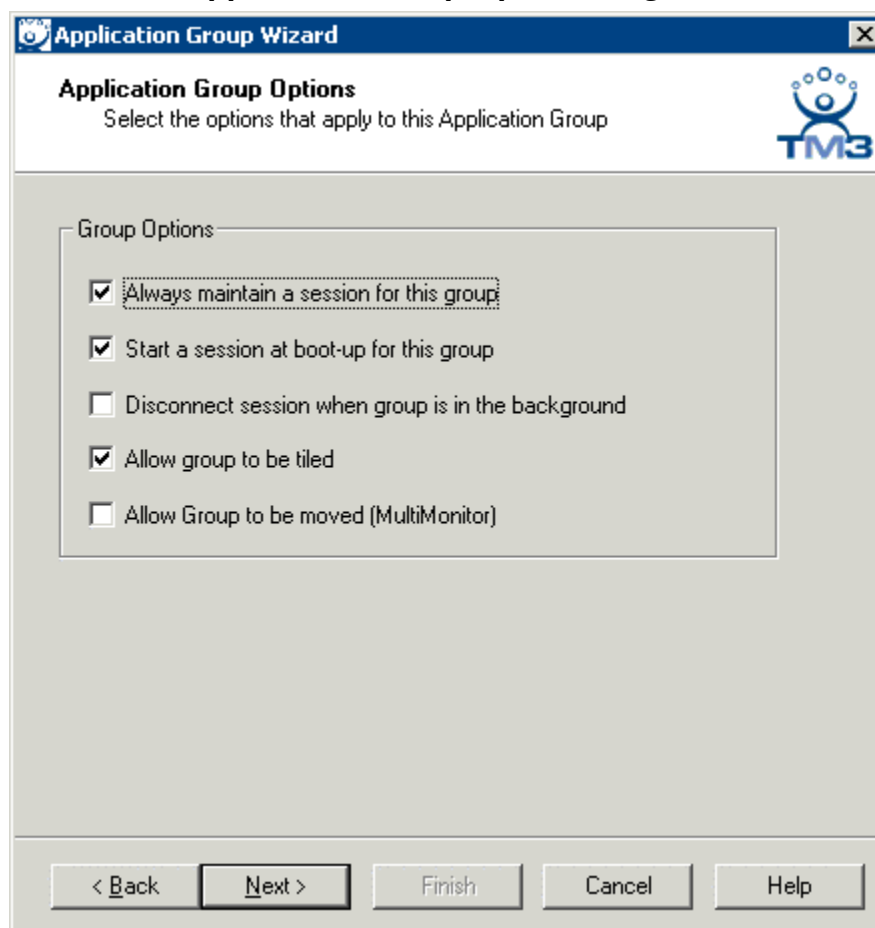 Application Group Wizard
Application Group Options
Select the options that apply to this Application Group
TM3
Group Options
Always maintain a session for this group
Start a session at boot-up for this group
Disconnect session when group is in the background
Allow group to be tiled
Allow Group to be moved (MultiMonitor)
< Back Next > Finish Cancel Help